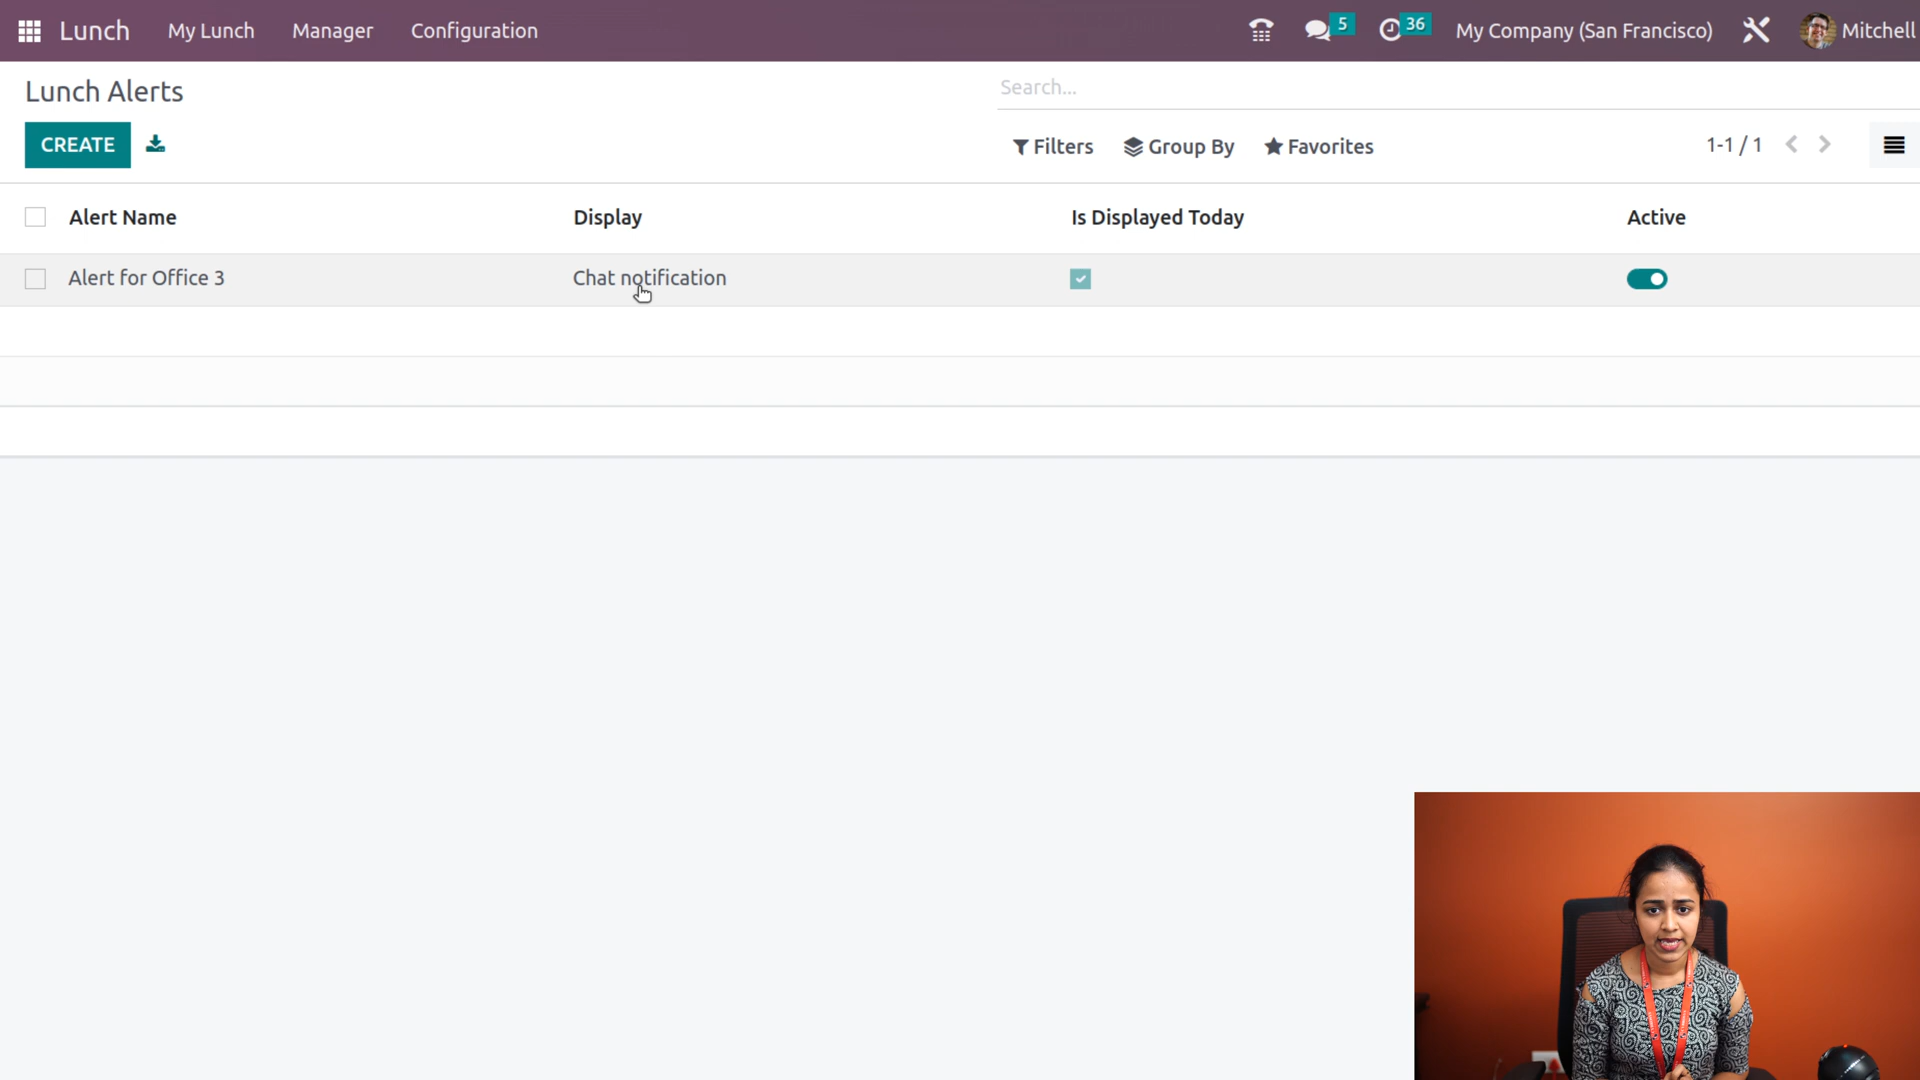 Lunch My Lunch Manager Configuration 5 36 My Company (San Francisco) Mitchell
Lunch Alerts
Search...
CREATE
Filters Group By Favorites 1-1 / 1
Alert Name Display Is Displayed Today Active
Alert for Office 3 Chat notification